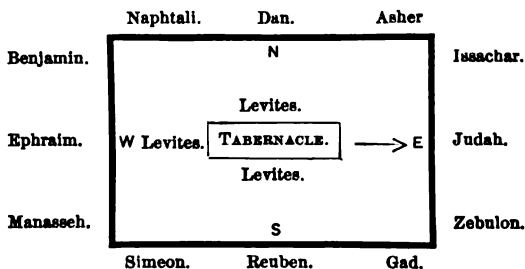 Naphtali. Dan. Asher
Benjamin. N Issachar.
Levites.
Ephraim. W Levites. TABERNACLE. E Judah.
Levites.
Manasseh. S Zebulon.
Simeon. Reuben. Gad.